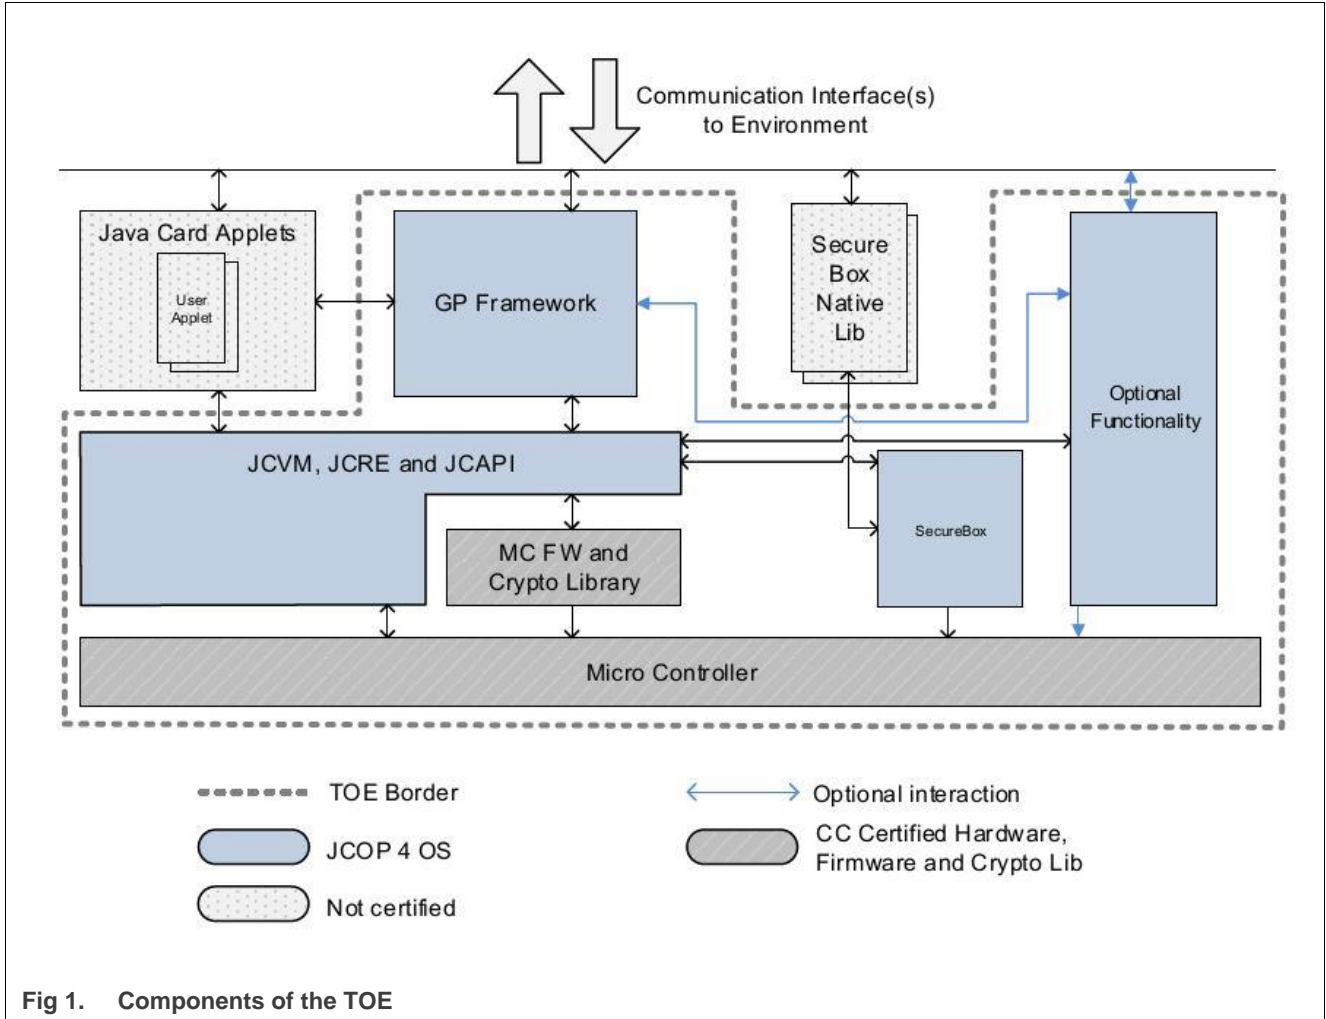 Communication Interface(s)
to Environment
Java Card Applets
User
Applet
GP Framework
Secure
Box
Native
Lib
Optional
Functionality
JCVM, JCRE and JCAPI
SecureBox
MC FW and
Crypto Library
Micro Controller
TOE Border
Optional interaction
JCOP 4 OS
CC Certified Hardware,
Firmware and Crypto Lib
Not certified
Fig 1. Components of the TOE